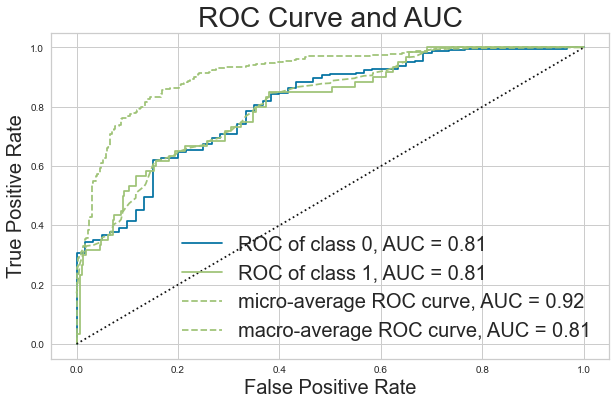 ROC Curve and AUC
True Positive Rate
1.0
0.8
0.6
0.4
0.2
0.0
ROC of class 0, AUC = 0.81
ROC of class 1, AUC = 0.81
micro-average ROC curve, AUC = 0.92
macro-average ROC curve, AUC = 0.81
0.0 0.2 0.4 0.6 0.8 1.0
False Positive Rate